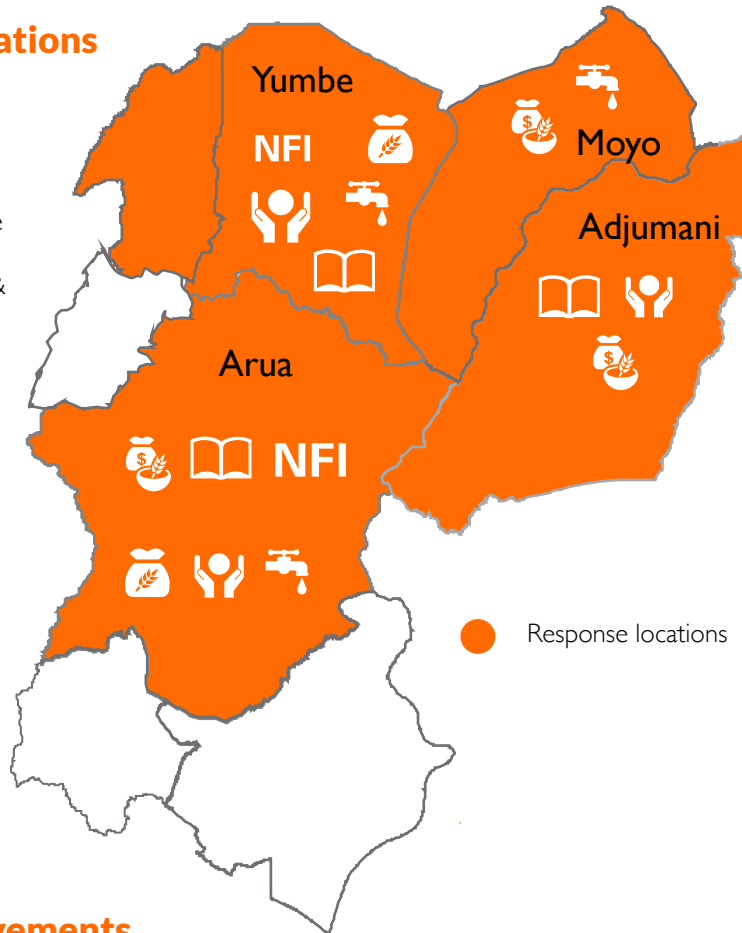 ations
Yumbe
NFI
Moyo
e
Adjumani
&
Arua
NFI
Response locations
vements